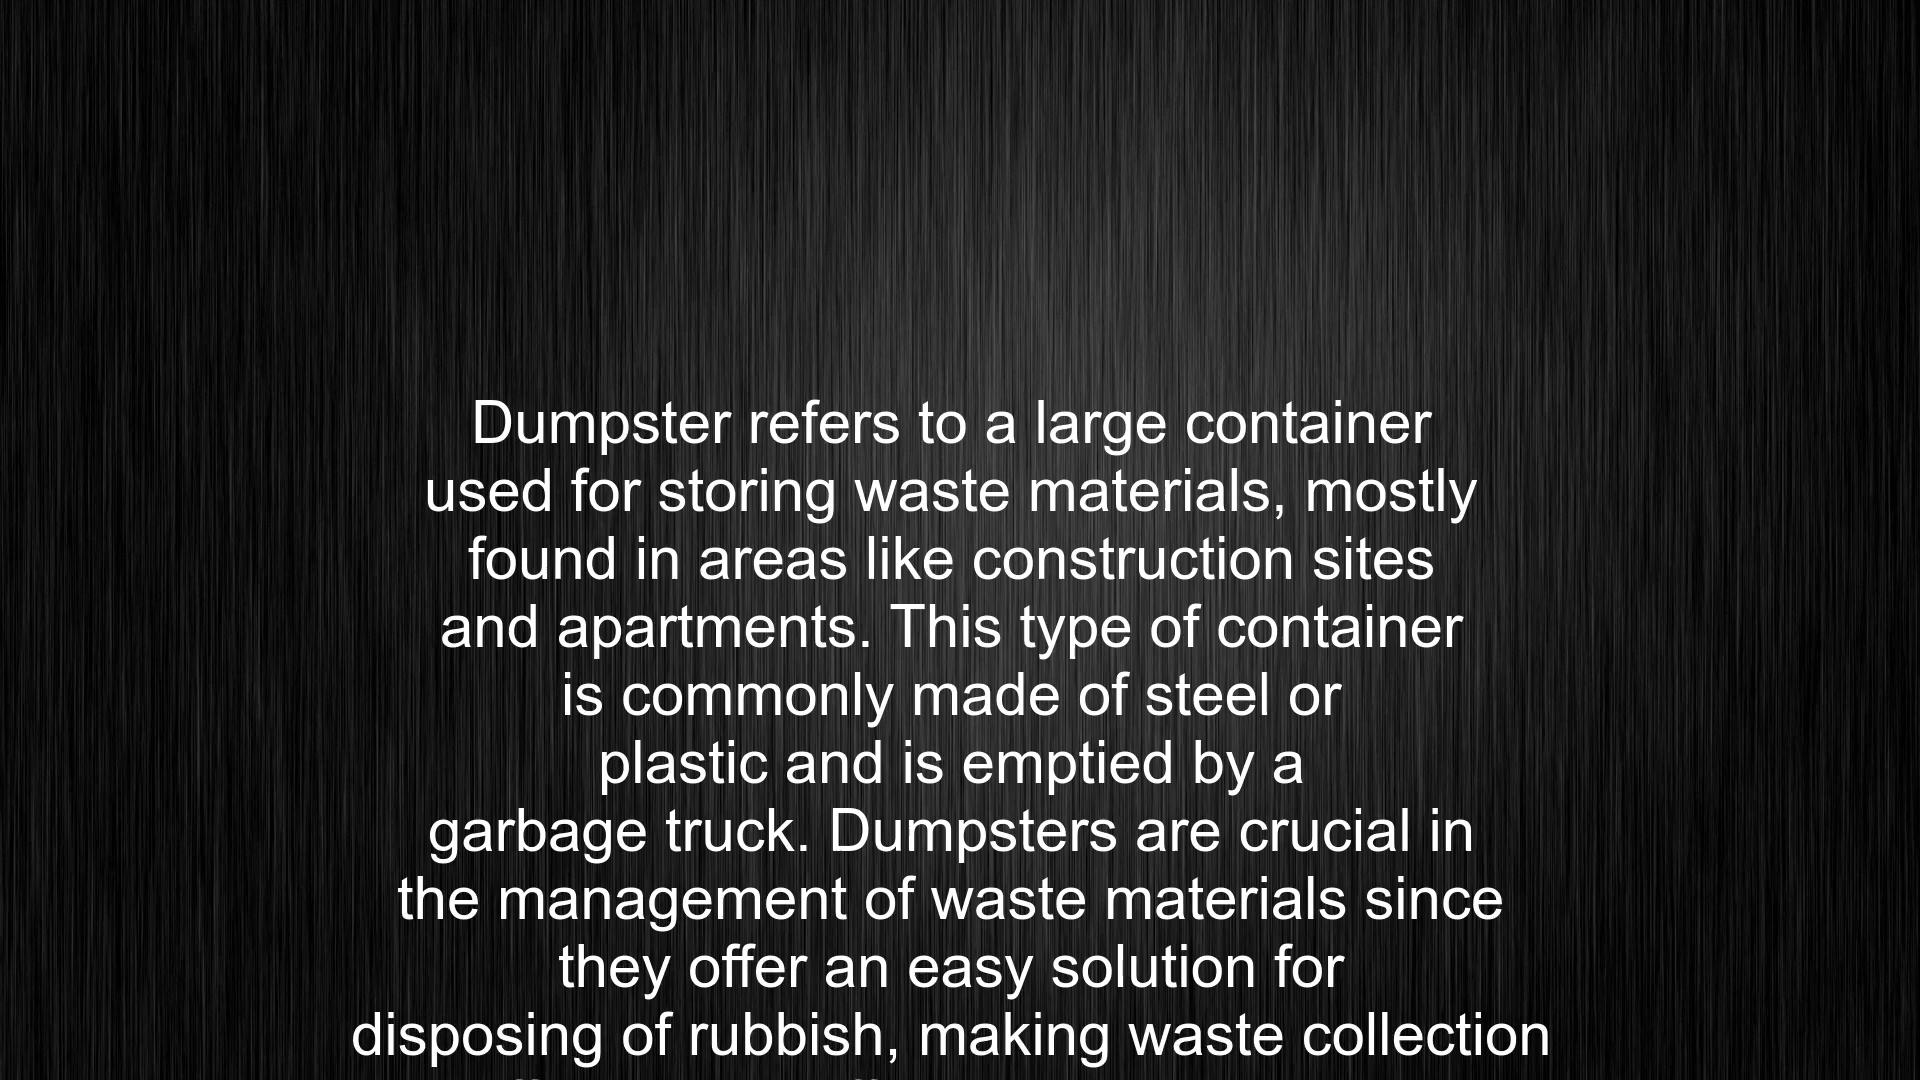 Dumpster refers to a large container
used for storing waste materials, mostly
found in areas like construction sites
and apartments. This type of container
is commonly made of steel or
plastic and is emptied by a
garbage truck. Dumpsters are crucial in
the management of waste materials since
they offer an easy solution for
disposing of rubbish, making waste collection